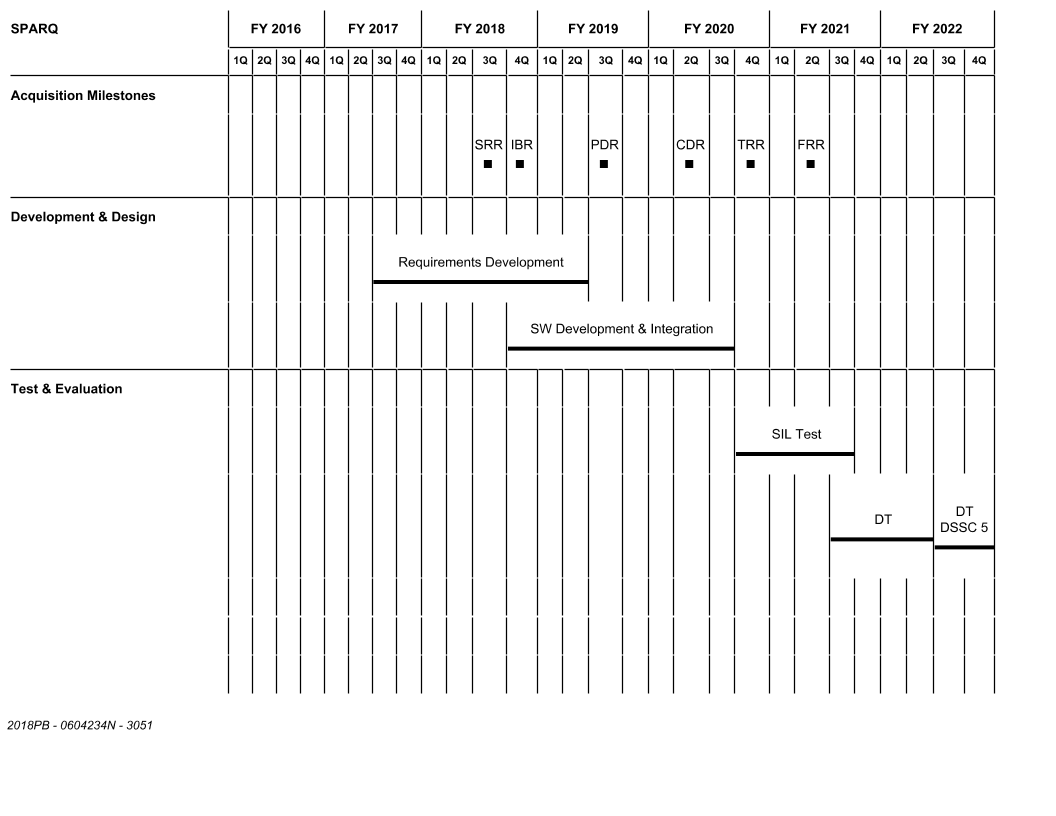 SPARQ FY 2016 FY 2017 FY 2018 FY 2019 FY 2020 FY 2021 FY 2022
1Q 2Q 3Q 4Q 1Q 2Q 3Q 4Q 1Q 2Q 3Q 4Q 1Q 2Q 3Q 4Q 1Q 2Q 3Q 4Q 1Q 2Q 3Q 4Q 1Q 2Q 3Q 4Q
Acquisition Milestones
SRR IBR PDR CDR TRR FRR
Development & Design
Requirements Development
SW Development & Integration
Test & Evaluation
SIL Test
DT
DT
DSSC 5
2018PB - 0604234N - 3051